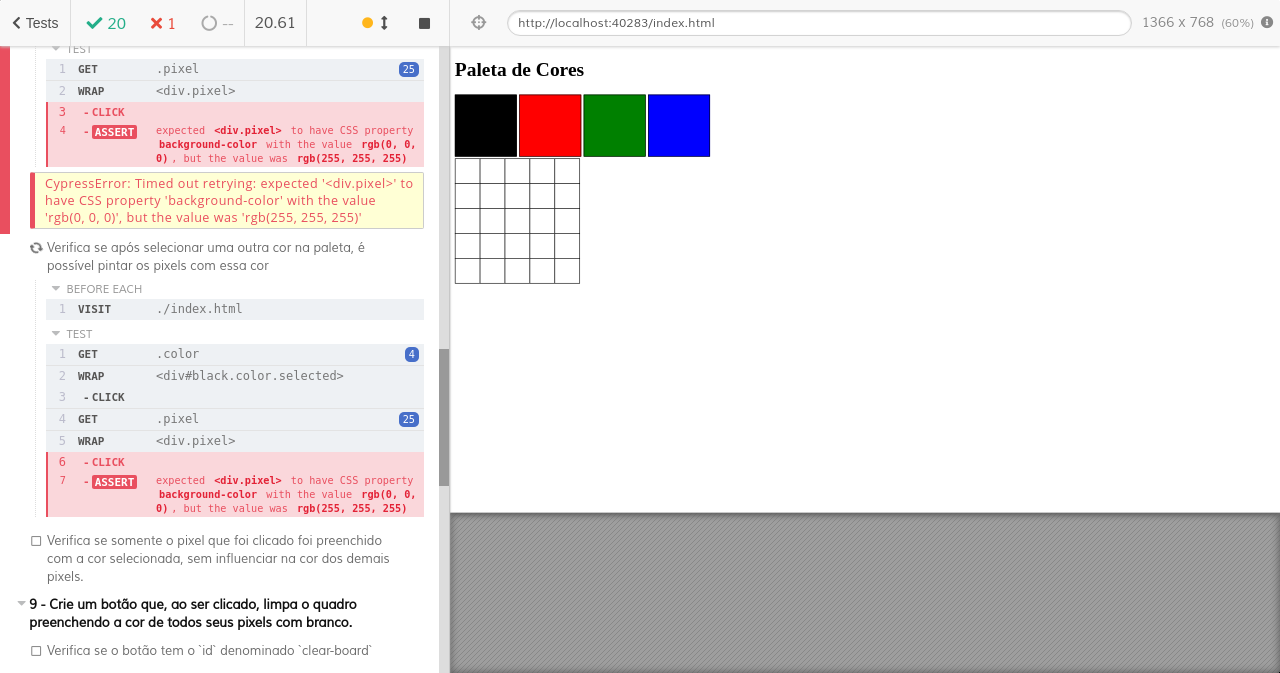 Tests
20
1
--
20.61
http://localhost:40283/index.html
1366 x 768 (60%)
TEST
1 GET .pixel 25
2 WRAP <div.pixel>
3 - CLICK
4 - ASSERT expected <div.pixel> to have CSS property
background-color with the value rgb(0, 0,
0) , but the value was rgb(255, 255, 255)
CypressError: Timed out retrying: expected '<div.pixel>' to
have CSS property 'background-color' with the value
'rgb(0, 0, 0)', but the value was 'rgb(255, 255, 255)'
Verifica se após selecionar uma outra cor na paleta, é
possível pintar os pixels com essa cor
BEFORE EACH
1 VISIT ./index.html
TEST
1 GET .color 4
2 WRAP <div#black.color.selected>
3 - CLICK
4 GET .pixel 25
5 WRAP <div.pixel>
6 - CLICK
7 - ASSERT expected <div.pixel> to have CSS property
background-color with the value rgb(0, 0,
0) , but the value was rgb(255, 255, 255)
Verifica se somente o pixel que foi clicado foi preenchido
com a cor selecionada, sem influenciar na cor dos demais
pixels.
9 - Crie um botão que, ao ser clicado, limpa o quadro
preenchendo a cor de todos seus pixels com branco.
Verifica se o botão tem o `id` denominado `clear-board`
Paleta de Cores